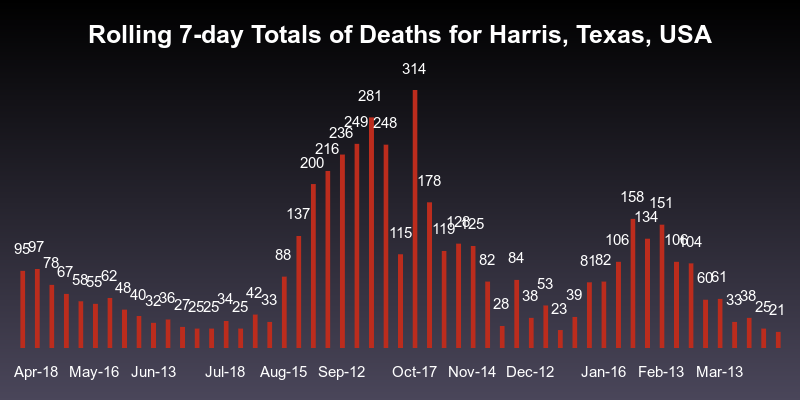 Rolling 7-day Totals of Deaths for Harris, Texas, USA
95 97 78 67 58 55 62 48 40 32 36 27 25 25 34 25 42 33 88 137 200 216 236 249 281 248 115 314 178 119 128 125 82 28 84 38 53 23 39 81 82 106 158 134 151 106 104 60 61 33 38 25 21
Apr-18 May-16 Jun-13 Jul-18 Aug-15 Sep-12 Oct-17 Nov-14 Dec-12 Jan-16 Feb-13 Mar-13